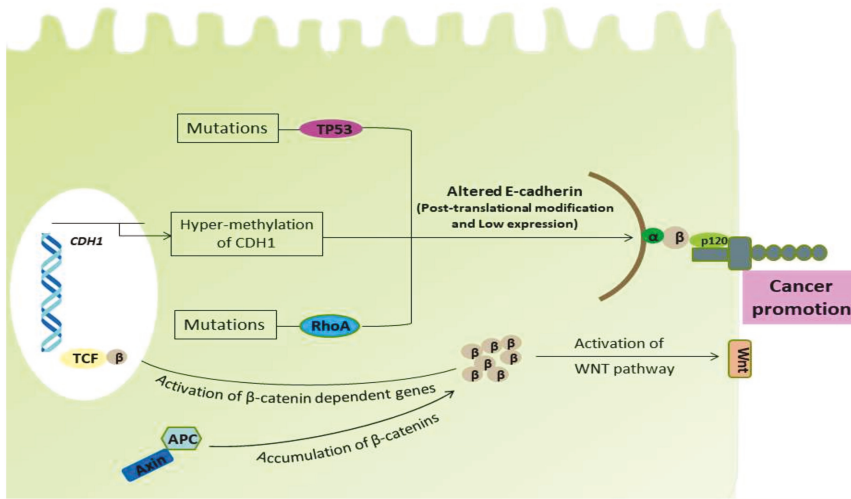 Mutations
TP53
Altered E-cadherin
(Post-translational modification
and Low expression)
CDH1
Hyper-methylation
of CDH1
α
β
p120
Cancer
promotion
Mutations
RhoA
TCF
β
β
β
β
β
β
β
β
β
Activation of
WNT pathway
Wnt
Activation of β-catenin dependent genes
APC
Axin
Accumulation of β-catenins